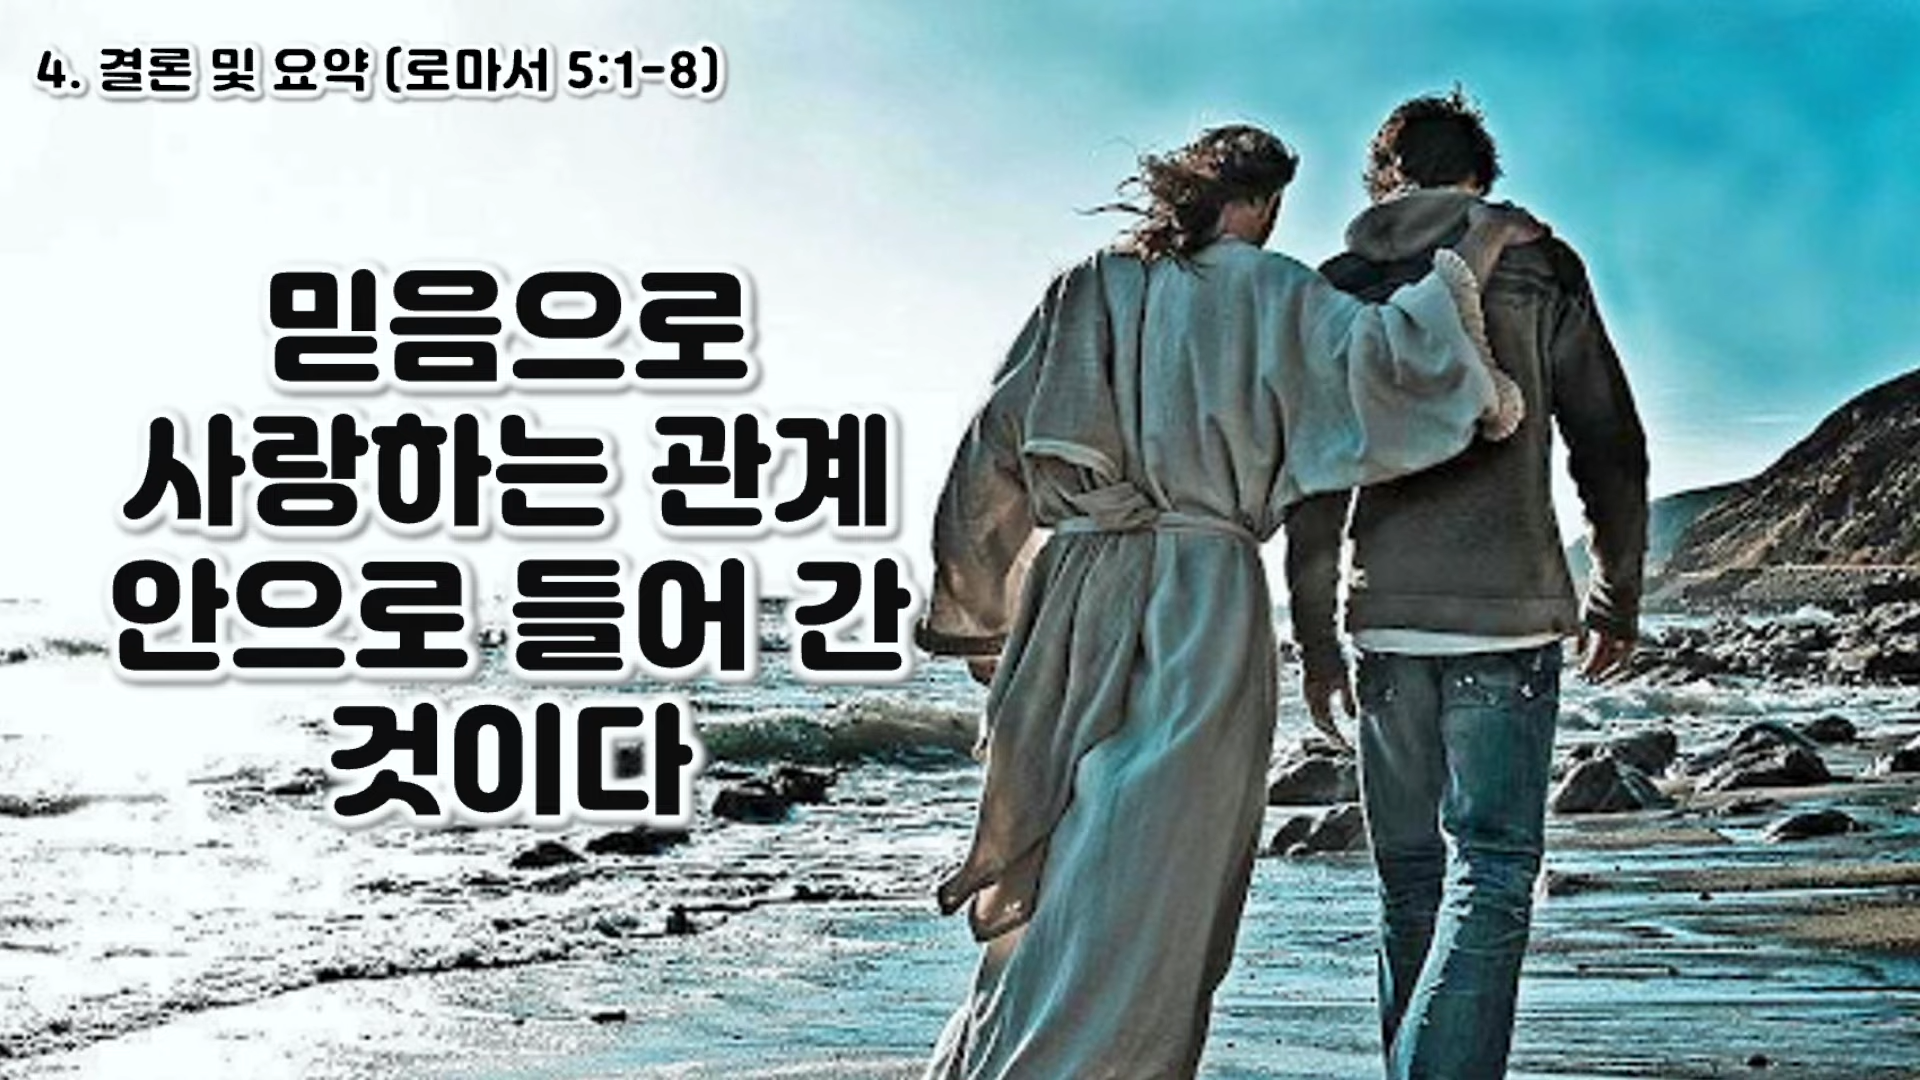 4. 결론 및 요약 (로마서 5:1-8)
믿음으로
사랑하는 관계
안으로 들어 간
것이다